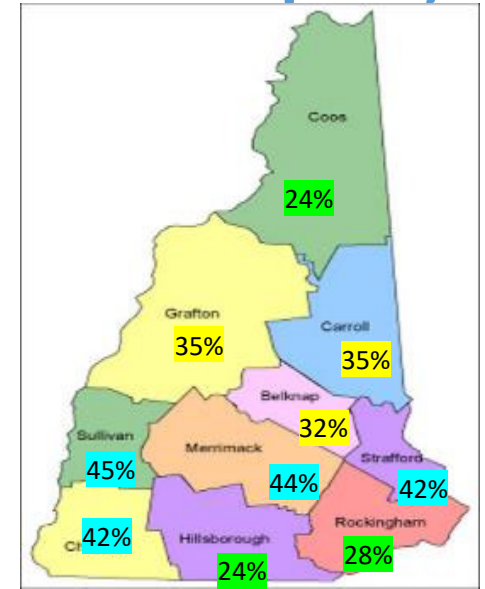 Coos
24%
Grafton
35%
Carroll
35%
Belknap
32%
Sullivan
45%
Merrimack
44%
Strafford
42%
42%
Hillsborough
24%
Rockingham
28%